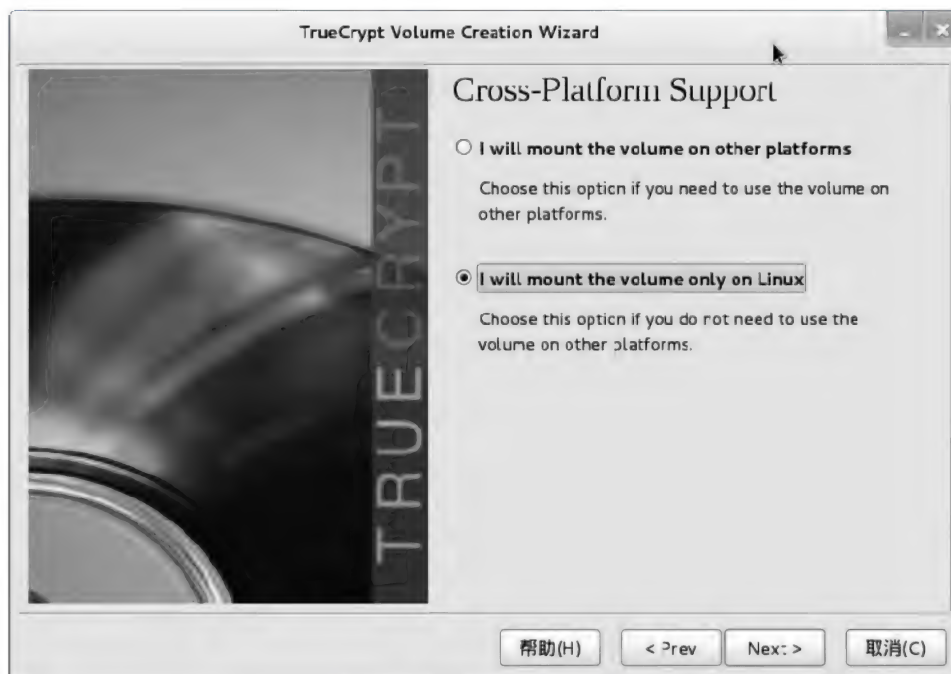 TrueCrypt Volume Creation Wizard
TRUECRYPT
Cross-Platform Support
I will mount the volume on other platforms
Choose this option if you need to use the volume on
other platforms.
I will mount the volume only on Linux
Choose this option if you do not need to use the
volume on other platforms.
帮助(H)
< Prev
Next >
取消(C)